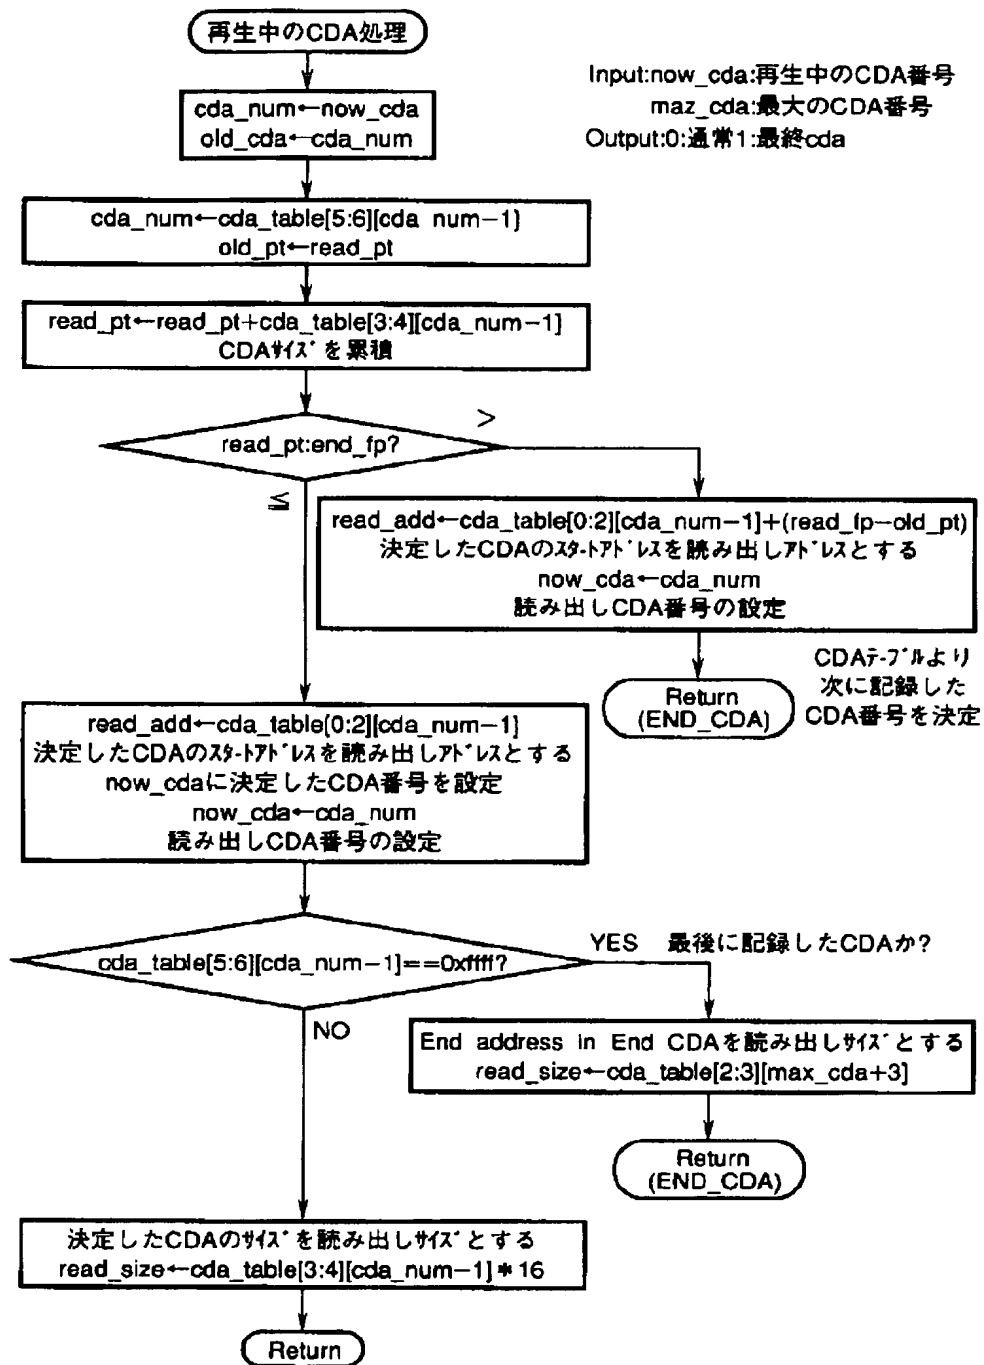 再生中のCDA処理
Input:now_cda:再生中のCDA番号
maz_cda:最大のCDA番号
Output:0:通常1:最終cda
cda_num←now_cda
old_cda←cda_num
cda_num←cda_table[5:6][cda_num−1]
old_pt←read_pt
read_pt←read_pt+cda_table[3:4][cda_num−1]
CDAサイズを累積
read_pt:end_fp?
>
≦
read_add←cda_table[0:2][cda_num−1]+(read_fp−old_pt)
決定したCDAのスタートアドレスを読み出しアドレスとする
now_cda←cda_num
読み出しCDA番号の設定
Return
(END_CDA)
CDAテーブルより
次に記録した
CDA番号を決定
read_add←cda_table[0:2][cda_num−1]
決定したCDAのスタートアドレスを読み出しアドレスとする
now_cdaに決定したCDA番号を設定
now_cda←cda_num
読み出しCDA番号の設定
cda_table[5:6][cda_num−1]==0xffff?
YES 最後に記録したCDAか?
NO
End address in End CDAを読み出しサイズとする
read_size←cda_table[2:3][max_cda+3]
Return
(END_CDA)
決定したCDAのサイズを読み出しサイズとする
read_size←cda_table[3:4][cda_num−1]*16
Return